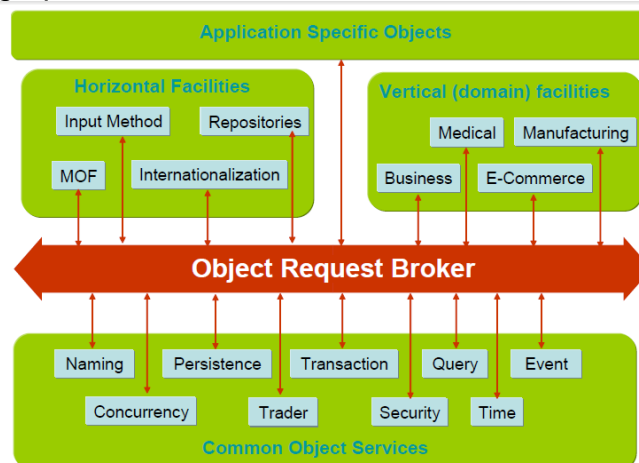 Application Specific Objects
Horizontal Facilities
Vertical (domain) facilities
Input Method
Repositories
Medical
Manufacturing
MOF
Internationalization
Business
E-Commerce
Object Request Broker
Naming
Persistence
Transaction
Query
Event
Concurrency
Trader
Security
Time
Common Object Services